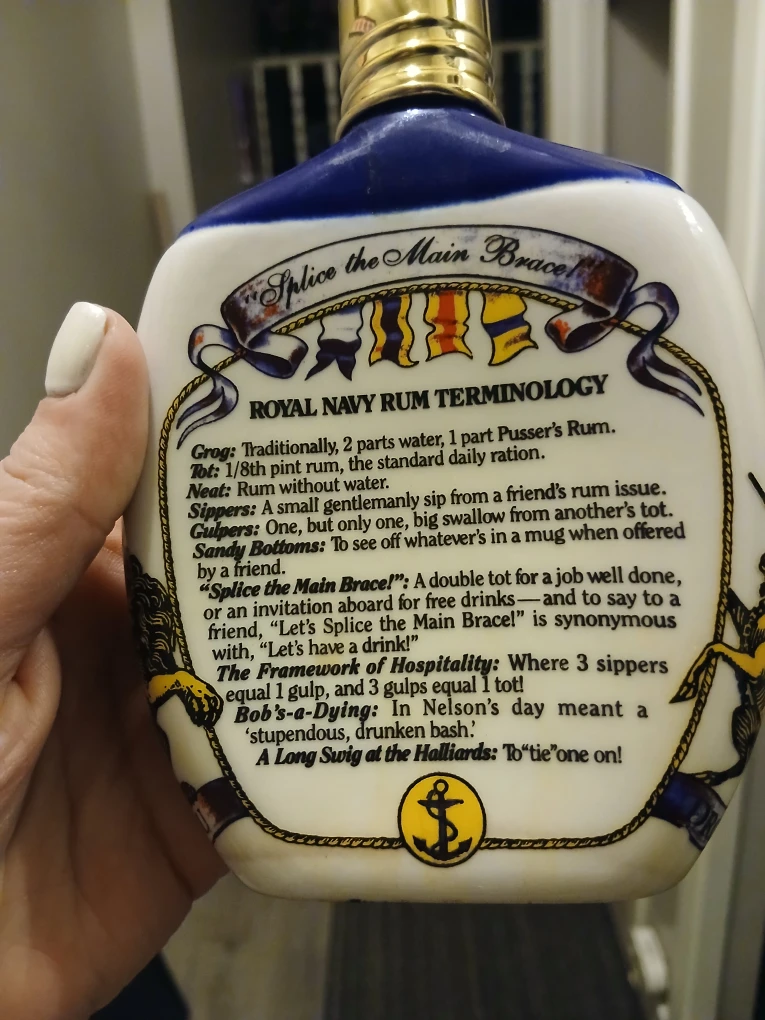 "Splice the Main Brace!"
ROYAL NAVY RUM TERMINOLOGY
Grog: Traditionally, 2 parts water, 1 part Pusser's Rum.
Tot: 1/8th pint rum, the standard daily ration.
Neat: Rum without water.
Sippers: A small gentlemanly sip from a friend's rum issue.
Gulpers: One, but only one, big swallow from another's tot.
Sandy Bottoms: To see off whatever's in a mug when offered
by a friend.
"Splice the Main Brace!": A double tot for a job well done,
or an invitation aboard for free drinks—and to say to a
friend, "Let's Splice the Main Brace!" is synonymous
with, "Let's have a drink!"
The Framework of Hospitality: Where 3 sippers
equal 1 gulp, and 3 gulps equal 1 tot!
Bob's-a-Dying: In Nelson's day meant a
'stupendous, drunken bash.'
A Long Swig at the Halliards: To "tie" one on!